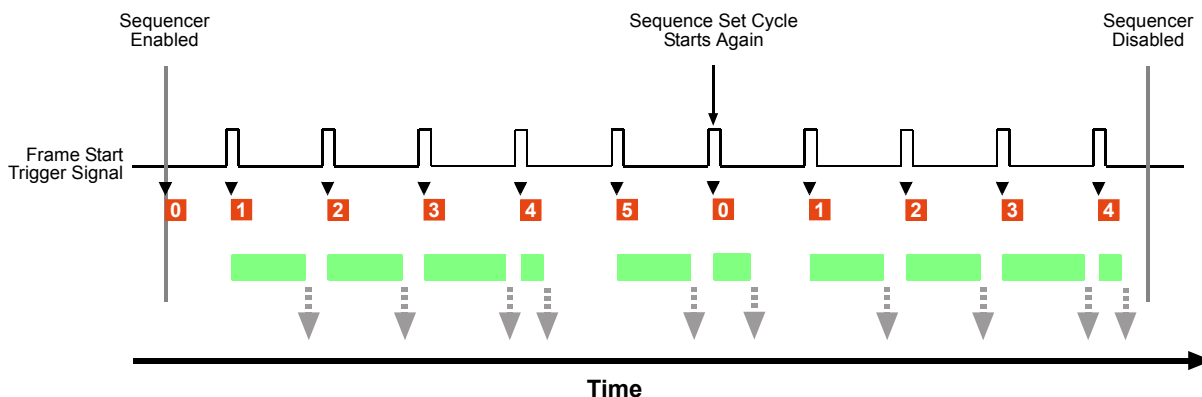 Sequencer
Enabled
Sequence Set Cycle
Starts Again
Sequencer
Disabled
Frame Start
Trigger Signal
0 1 2 3 4 5 0 1 2 3 4
Time